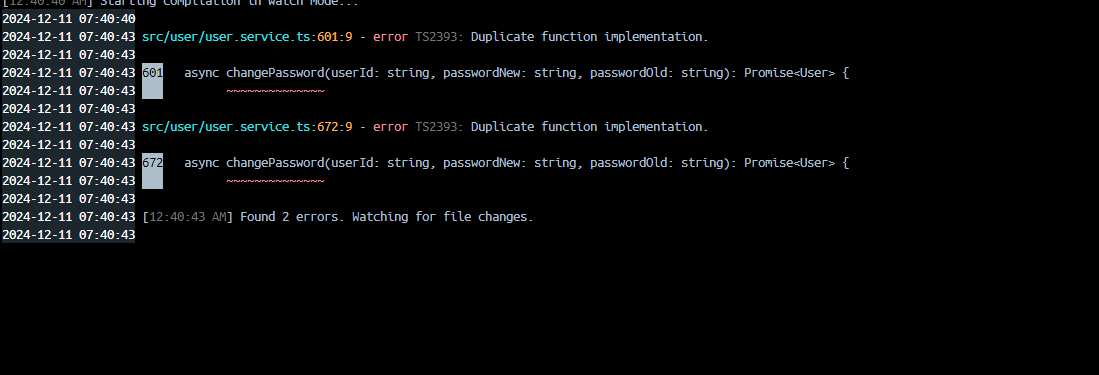 [12:40:40 AM] Starting compilation in watch mode...
2024-12-11 07:40:40
2024-12-11 07:40:43 src/user/user.service.ts:601:9 - error TS2393: Duplicate function implementation.
2024-12-11 07:40:43
2024-12-11 07:40:43 601   async changePassword(userId: string, passwordNew: string, passwordOld: string): Promise<User> {
2024-12-11 07:40:43             ~~~~~~~~~~~~~~
2024-12-11 07:40:43
2024-12-11 07:40:43 src/user/user.service.ts:672:9 - error TS2393: Duplicate function implementation.
2024-12-11 07:40:43
2024-12-11 07:40:43 672   async changePassword(userId: string, passwordNew: string, passwordOld: string): Promise<User> {
2024-12-11 07:40:43             ~~~~~~~~~~~~~~
2024-12-11 07:40:43
2024-12-11 07:40:43 [12:40:43 AM] Found 2 errors. Watching for file changes.
2024-12-11 07:40:43